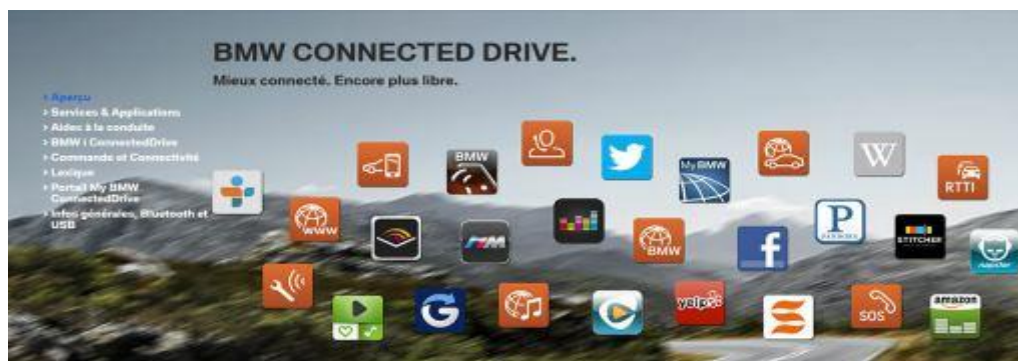 BMW CONNECTED DRIVE.
Mieux connecté. Encore plus libre.
> Aperçu
> Services & Applications
> Aides à la conduite
> BMW i ConnectedDrive
> Commande et Connectivité
> Lexique
> Portail My BMW
ConnectedDrive
> Infos générales, Bluetooth et
USB
BMW
My BMW
W
RTTI
WWW
M
BMW
f
P
PANDORA
STITCHER
napster
G
yelp
SOS
amazon